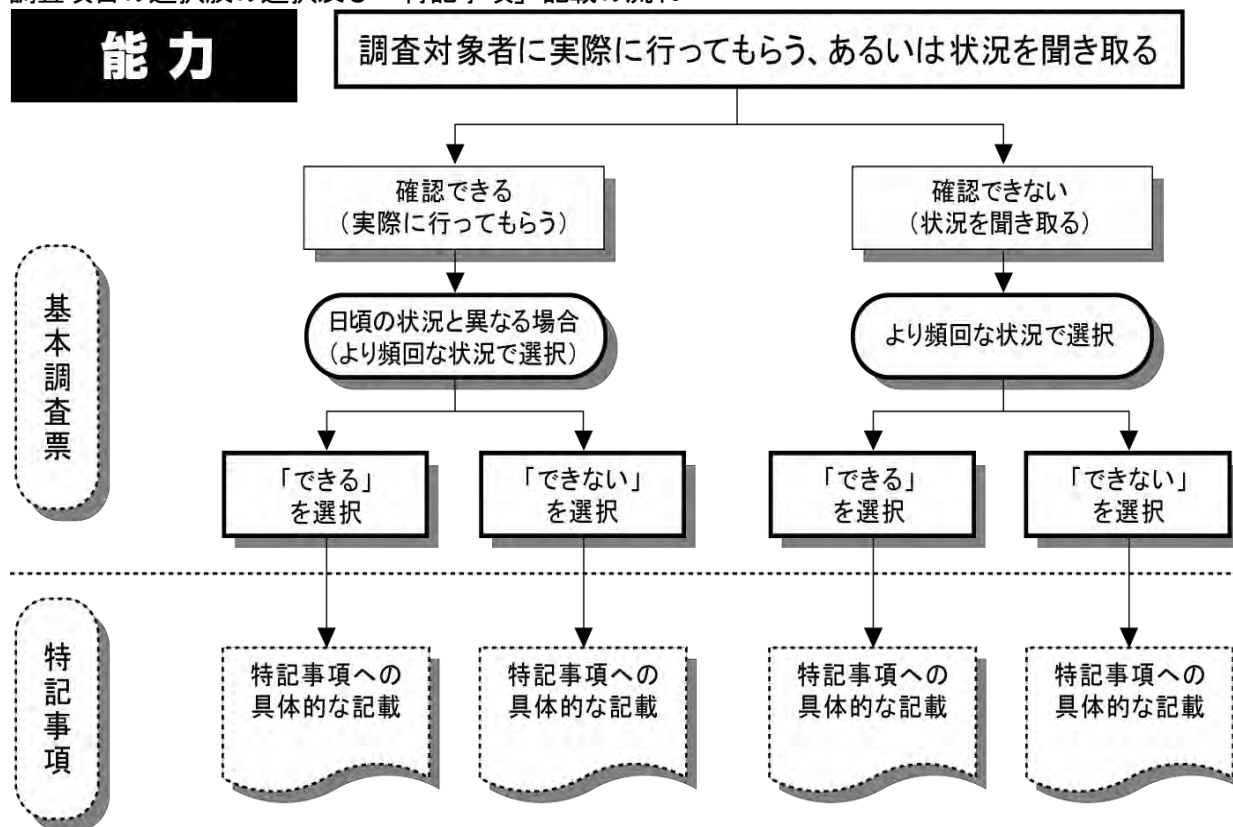 調査項目の選択肢の選択及び「特記事項」記載の流れ
能力
調査対象者に実際に行ってもらう、あるいは状況を聞き取る
確認できる
(実際に行ってもらう)
確認できない
(状況を聞き取る)
基本調査票
日頃の状況と異なる場合
(より頻回な状況で選択)
より頻回な状況で選択
「できる」
を選択
「できない」
を選択
「できる」
を選択
「できない」
を選択
特記事項
特記事項への
具体的な記載
特記事項への
具体的な記載
特記事項への
具体的な記載
特記事項への
具体的な記載